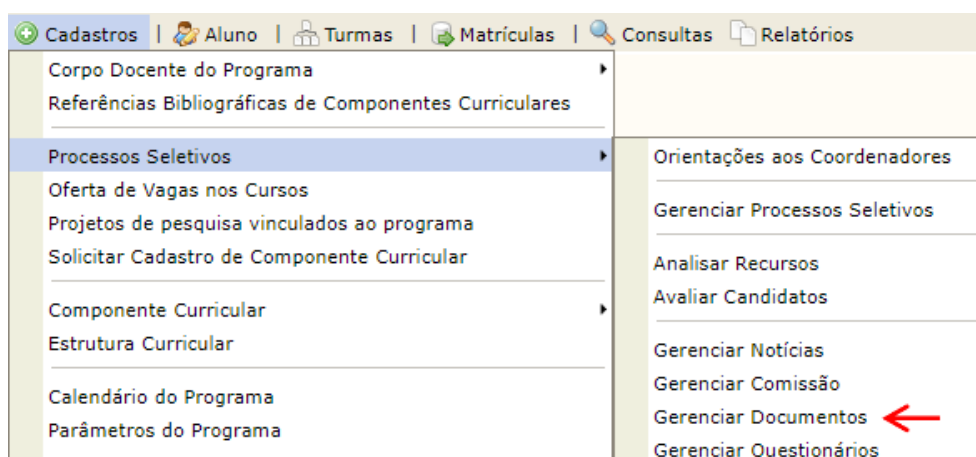 Cadastros | Aluno | Turmas | Matrículas | Consultas Relatórios
Corpo Docente do Programa
Referências Bibliográficas de Componentes Curriculares
Processos Seletivos
Oferta de Vagas nos Cursos
Projetos de pesquisa vinculados ao programa
Solicitar Cadastro de Componente Curricular
Componente Curricular
Estrutura Curricular
Calendário do Programa
Parâmetros do Programa
Orientações aos Coordenadores
Gerenciar Processos Seletivos
Analisar Recursos
Avaliar Candidatos
Gerenciar Notícias
Gerenciar Comissão
Gerenciar Documentos
Gerenciar Questionários